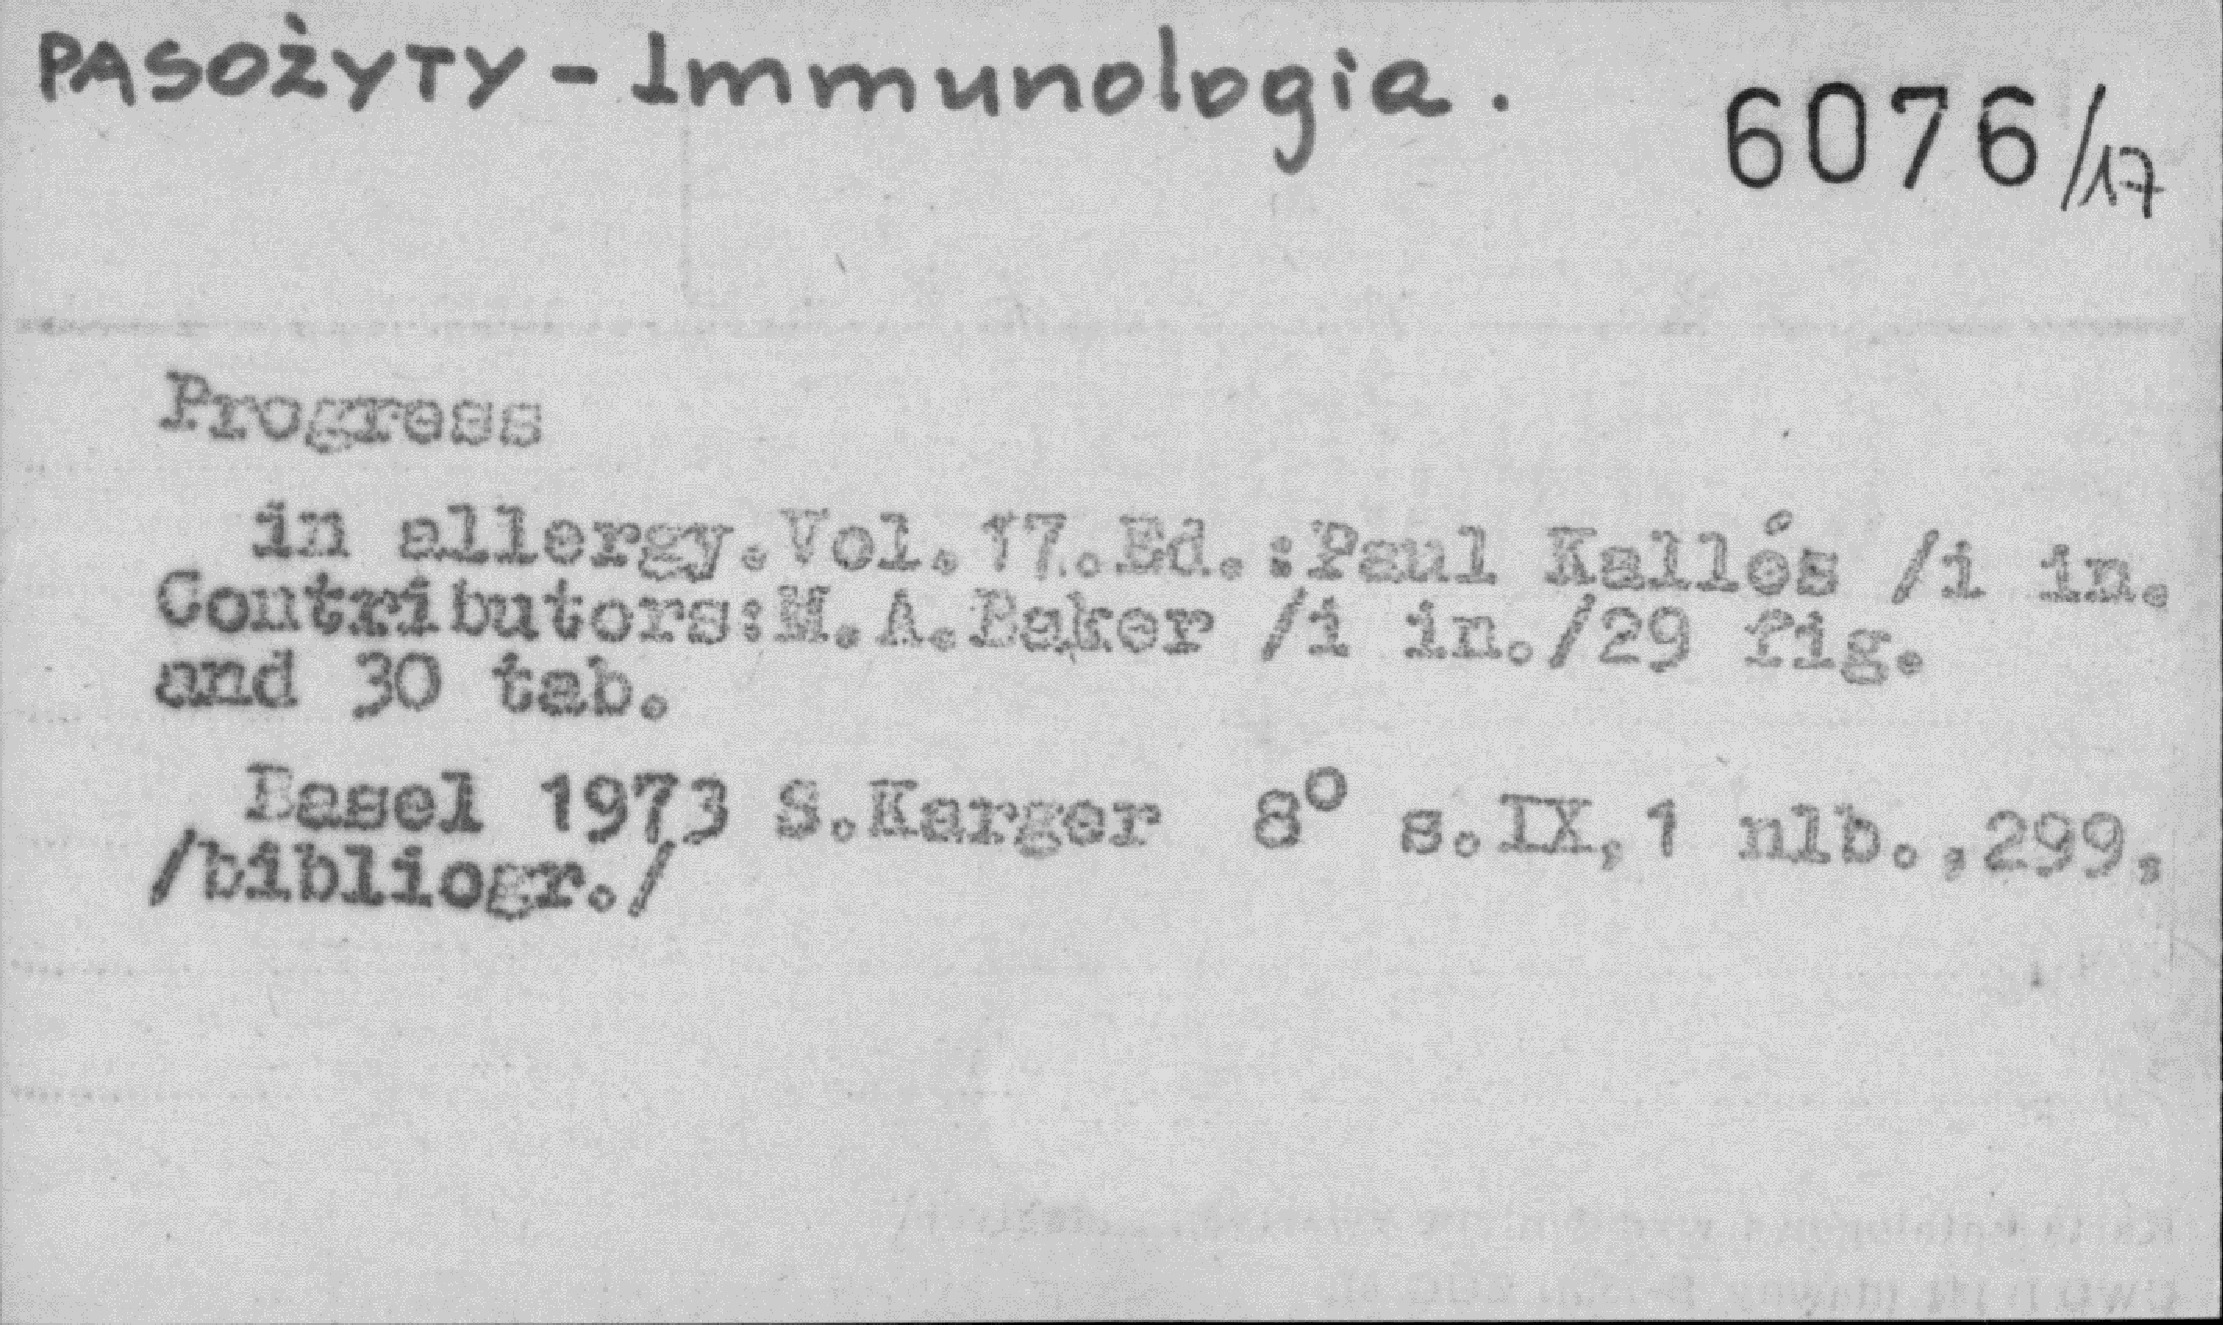 PASOŻYTY - Immunologia.
6076/17
Progress
in allergy.Vol.17.Ed.:Paul Kallós /i in.
Contributors:M.A.Baker /i in./29 fig.
and 30 tab.
Basel 1973 S.Karger 8° s.IX,1 nlb.,299,
/bibliogr./